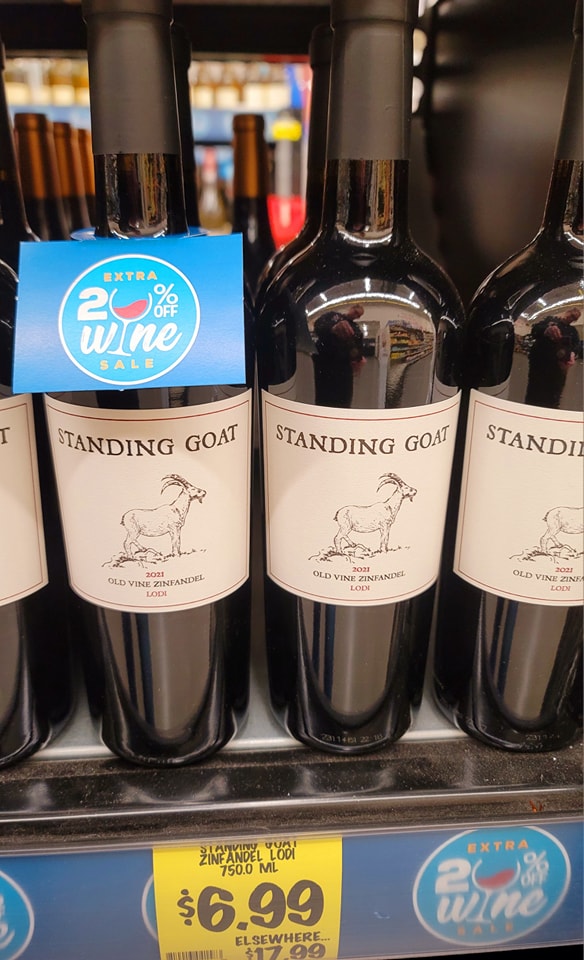 EXTRA
20% OFF
wine
SALE
STANDING GOAT
2021
OLD VINE ZINFANDEL
LODI
STANDING GOAT
2021
OLD VINE ZINFANDEL
LODI
STANDI
2021
OLD VINE ZINFA
LODI
T
STANDING GOAT
ZINFANDEL LODI
750.0 ML
$6.99
ELSEWHERE...
$17.99
EXTRA
20% OFF
wine
SALE